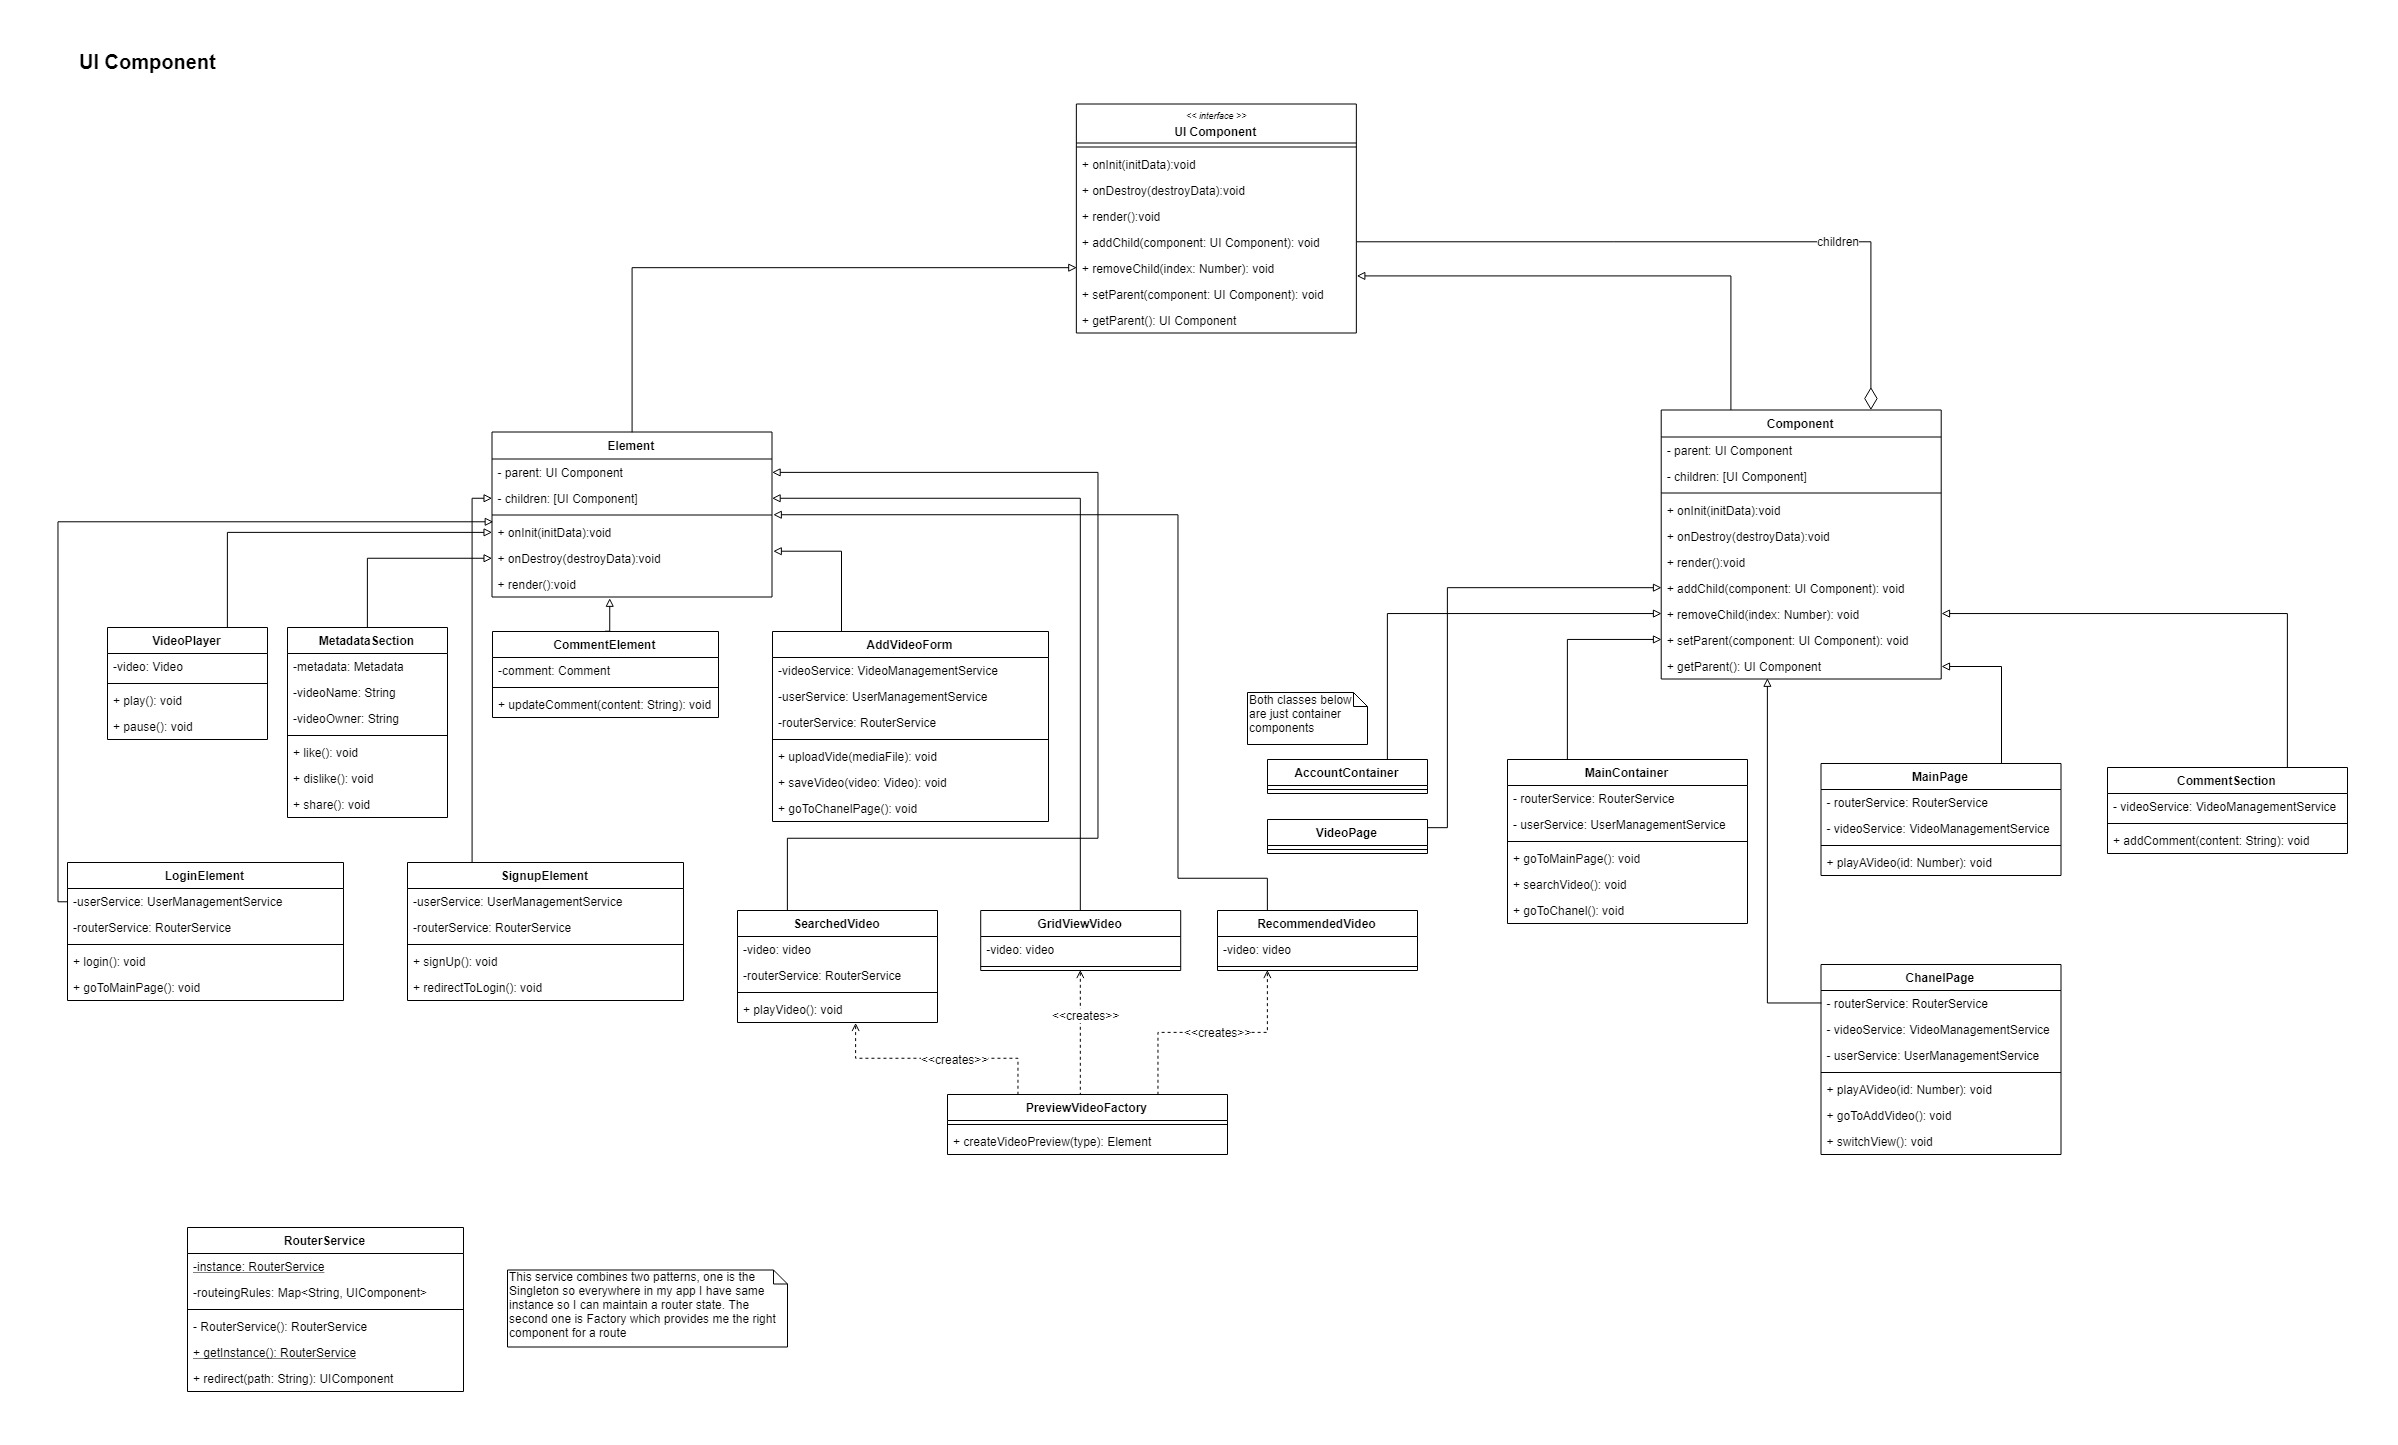 UI Component
<< interface >>
UI Component
+ onInit(initData):void
+ onDestroy(destroyData):void
+ render():void
+ addChild(component: UI Component): void
+ removeChild(index: Number): void
+ setParent(component: UI Component): void
+ getParent(): UI Component
children
Element
- parent: UI Component
- children: [UI Component]
+ onInit(initData):void
+ onDestroy(destroyData):void
+ render():void
Component
- parent: UI Component
- children: [UI Component]
+ onInit(initData):void
+ onDestroy(destroyData):void
+ render():void
+ addChild(component: UI Component): void
+ removeChild(index: Number): void
+ setParent(component: UI Component): void
+ getParent(): UI Component
VideoPlayer
-video: Video
+ play(): void
+ pause(): void
MetadataSection
-metadata: Metadata
-videoName: String
-videoOwner: String
+ like(): void
+ dislike(): void
+ share(): void
CommentElement
-comment: Comment
+ updateComment(content: String): void
AddVideoForm
-videoService: VideoManagementService
-userService: UserManagementService
-routerService: RouterService
+ uploadVide(mediaFile): void
+ saveVideo(video: Video): void
+ goToChanelPage(): void
Both classes below
are just container
components
AccountContainer
VideoPage
MainContainer
- routerService: RouterService
- userService: UserManagementService
+ goToMainPage(): void
+ searchVideo(): void
+ goToChanel(): void
MainPage
- routerService: RouterService
- videoService: VideoManagementService
+ playAVideo(id: Number): void
CommentSection
- videoService: VideoManagementService
+ addComment(content: String): void
LoginElement
-userService: UserManagementService
-routerService: RouterService
+ login(): void
+ goToMainPage(): void
SignupElement
-userService: UserManagementService
-routerService: RouterService
+ signUp(): void
+ redirectToLogin(): void
SearchedVideo
-video: video
-routerService: RouterService
+ playVideo(): void
GridViewVideo
-video: video
RecommendedVideo
-video: video
<<creates>>
<<creates>>
<<creates>>
PreviewVideoFactory
+ createVideoPreview(type): Element
ChanelPage
- routerService: RouterService
- videoService: VideoManagementService
- userService: UserManagementService
+ playAVideo(id: Number): void
+ goToAddVideo(): void
+ switchView(): void
RouterService
-instance: RouterService
-routeingRules: Map<String, UIComponent>
- RouterService(): RouterService
+ getInstance(): RouterService
+ redirect(path: String): UIComponent
This service combines two patterns, one is the
Singleton so everywhere in my app I have same
instance so I can maintain a router state. The
second one is Factory which provides me the right
component for a route